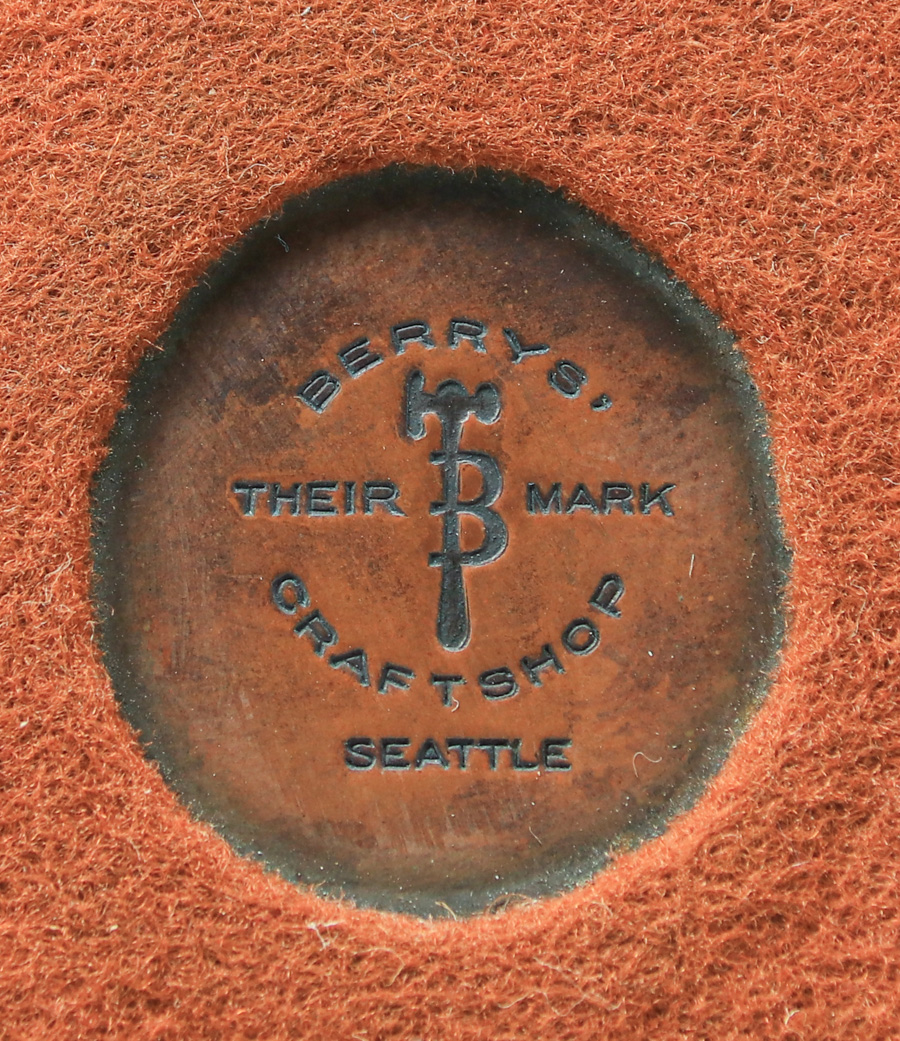 BERRYS'
THEIR B MARK
CRAFTSHOP
SEATTLE